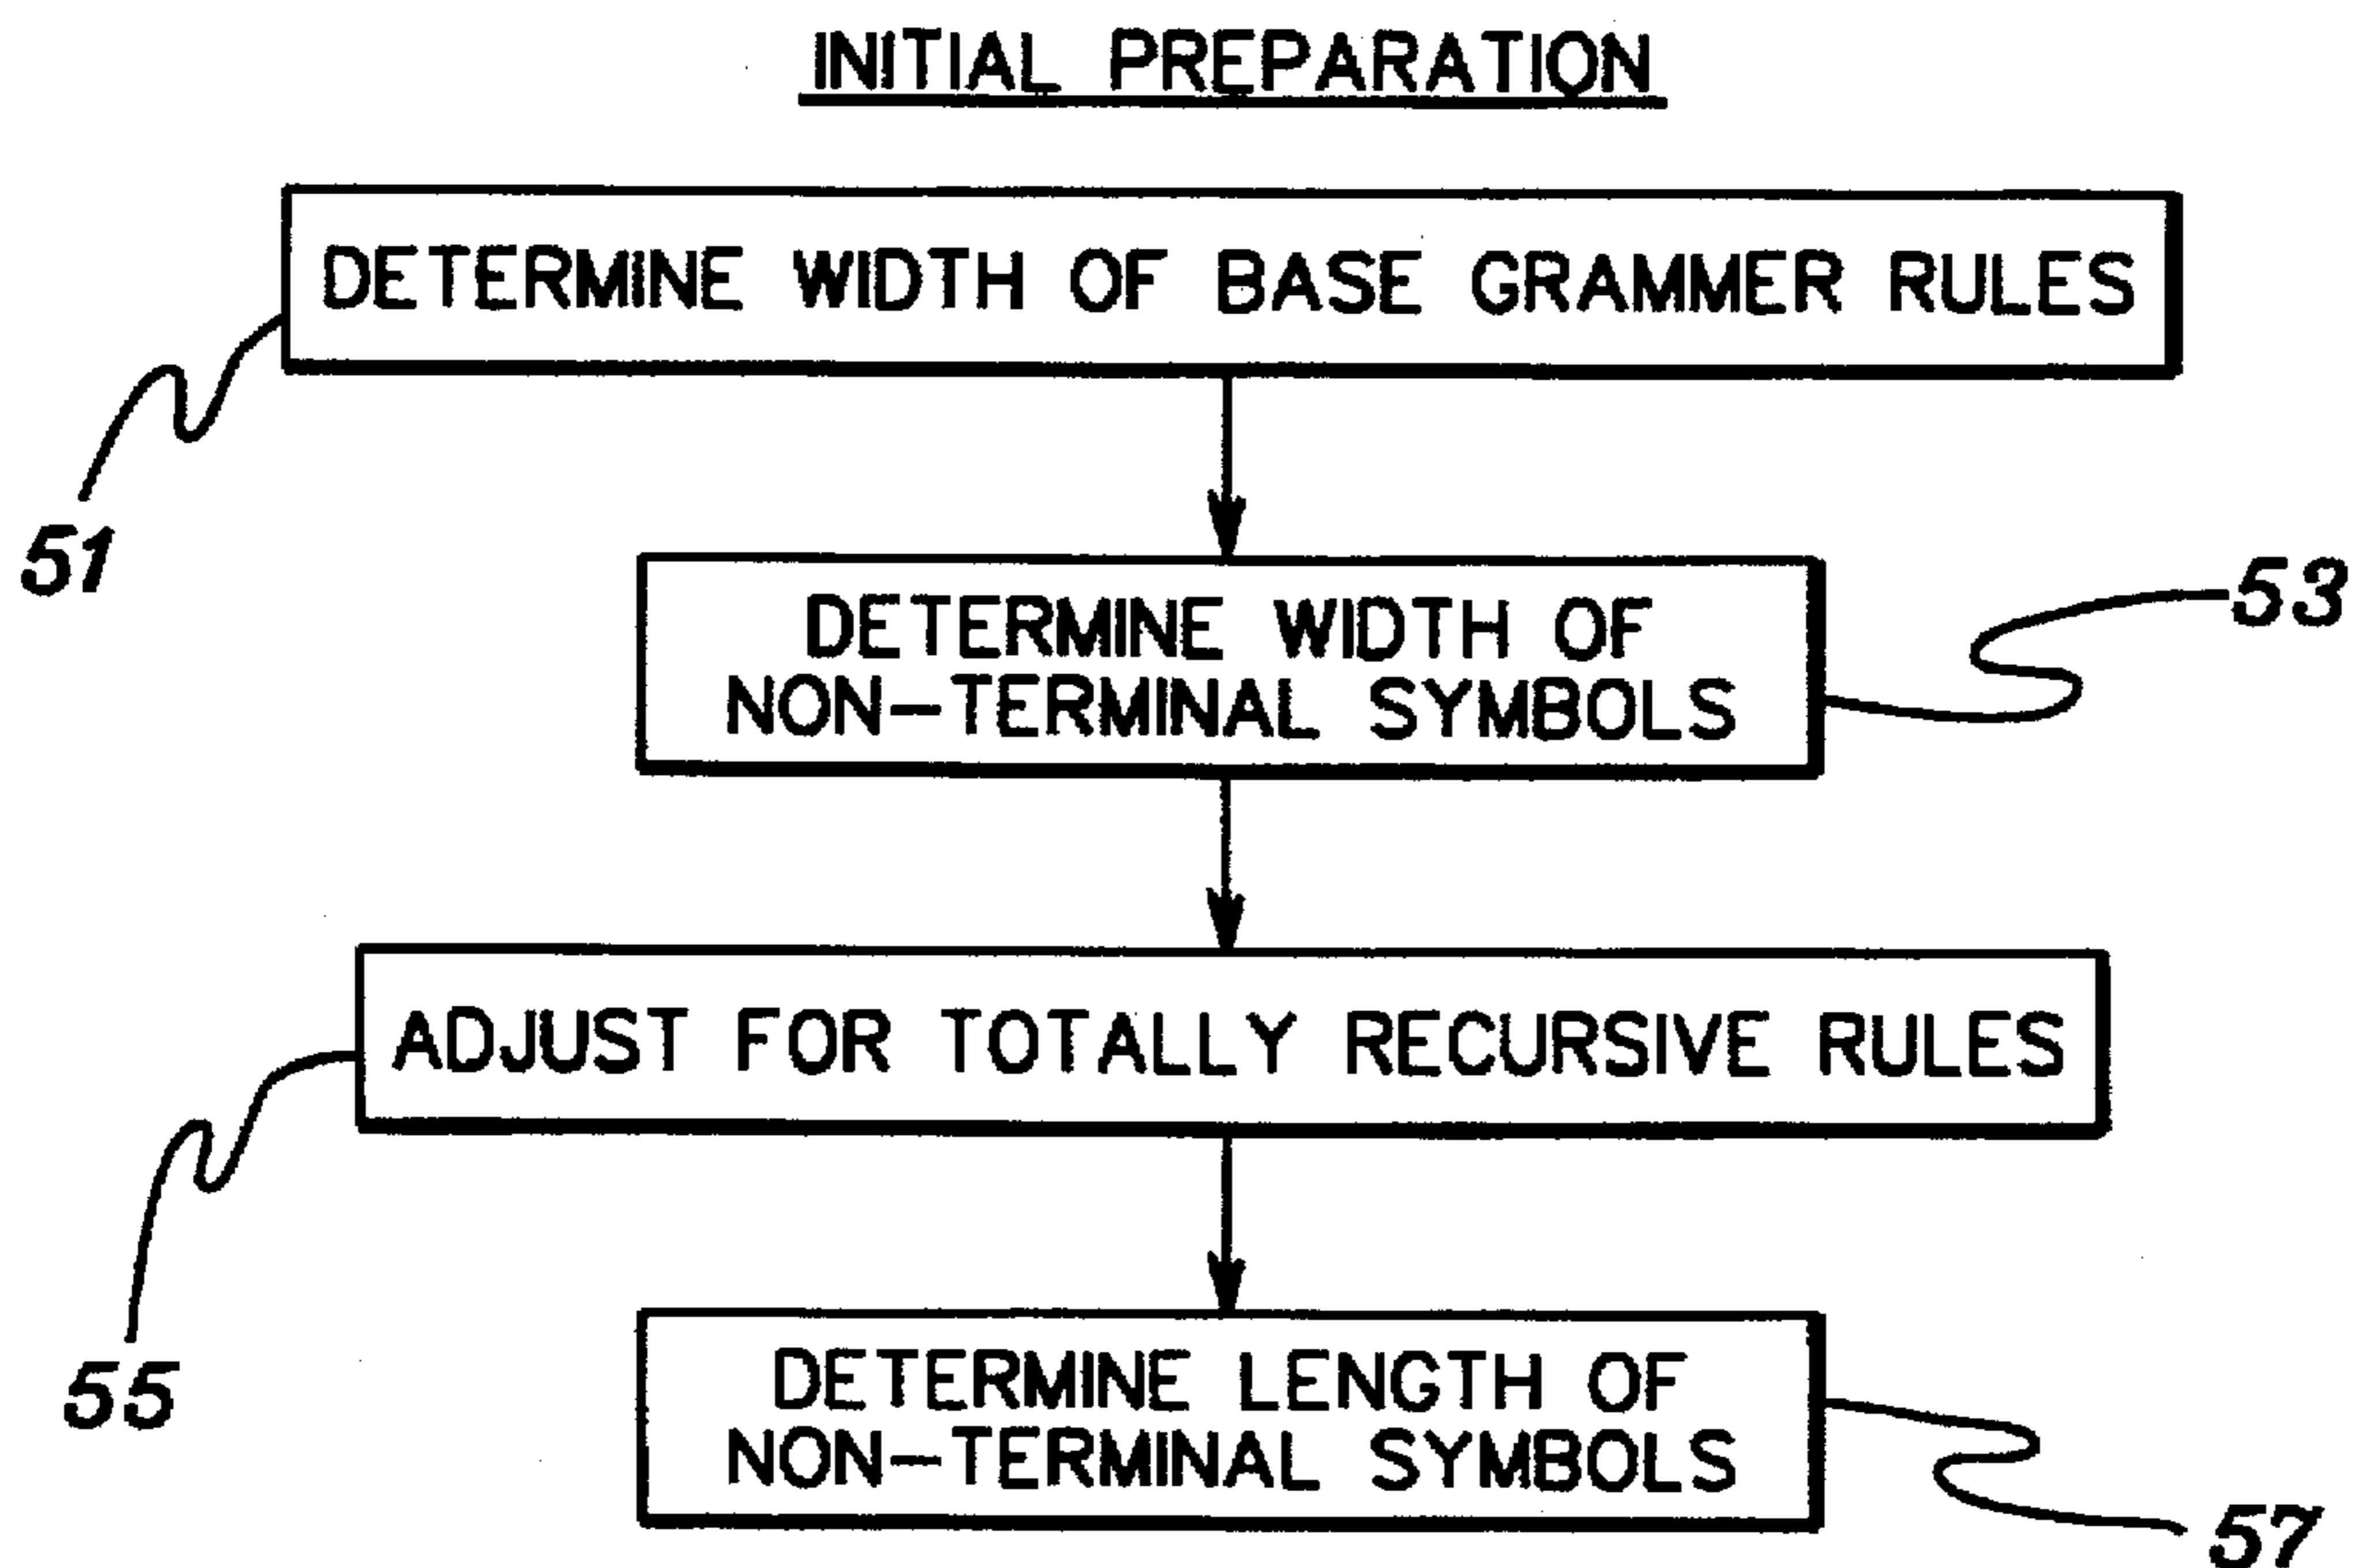 INITIAL PREPARATION
DETERMINE WIDTH OF BASE GRAMMER RULES
51
DETERMINE WIDTH OF
NON-TERMINAL SYMBOLS
53
ADJUST FOR TOTALLY RECURSIVE RULES
55
DETERMINE LENGTH OF
NON-TERMINAL SYMBOLS
57